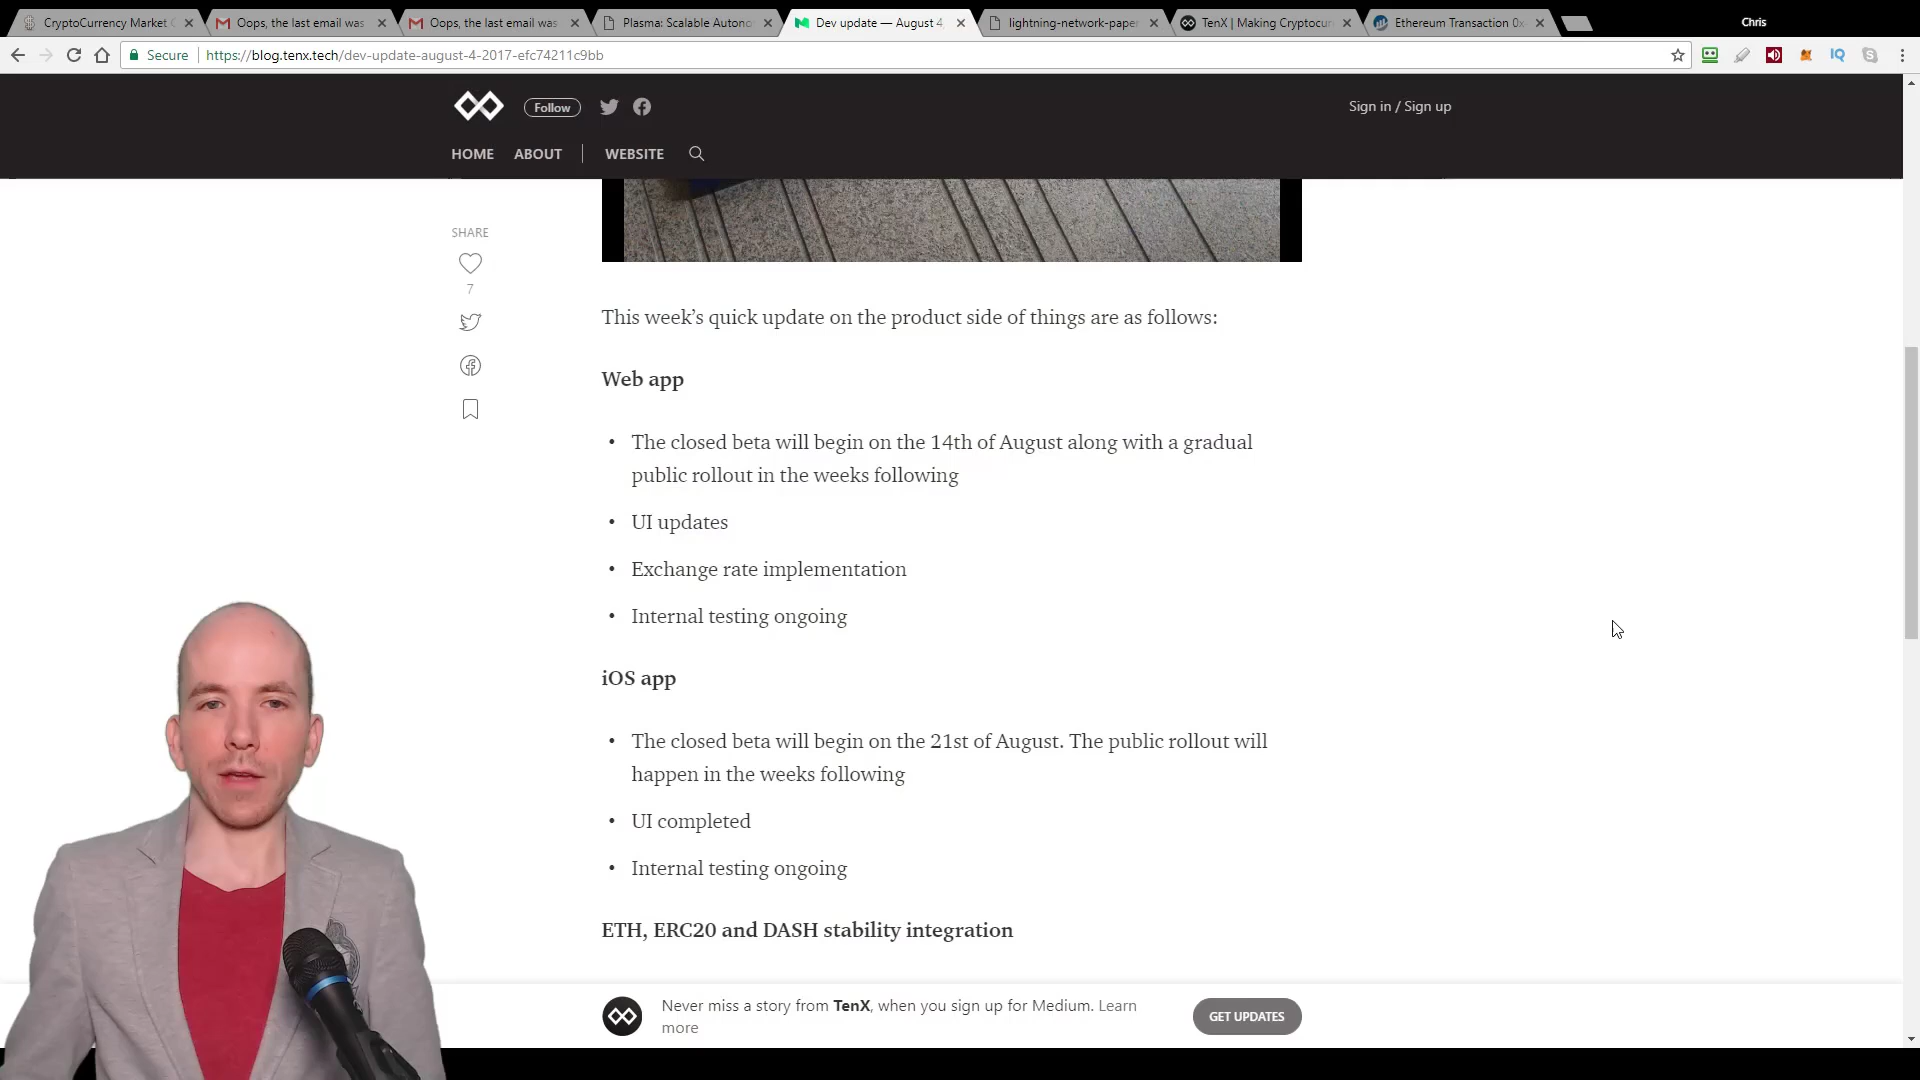 CryptoCurrency Market C
Oops, the last email was
Oops, the last email was
Plasma: Scalable Autono
Dev update — August 4,
lightning-network-paper
TenX | Making Cryptocur
Ethereum Transaction 0x
Chris
Secure
https://blog.tenx.tech/dev-update-august-4-2017-efc74211c9bb
IQ
Follow
Sign in / Sign up
HOME
ABOUT
WEBSITE
SHARE
7
This week’s quick update on the product side of things are as follows:
Web app
• The closed beta will begin on the 14th of August along with a gradual
public rollout in the weeks following
• UI updates
• Exchange rate implementation
• Internal testing ongoing
iOS app
• The closed beta will begin on the 21st of August. The public rollout will
happen in the weeks following
• UI completed
• Internal testing ongoing
ETH, ERC20 and DASH stability integration
Never miss a story from TenX, when you sign up for Medium. Learn
more
GET UPDATES